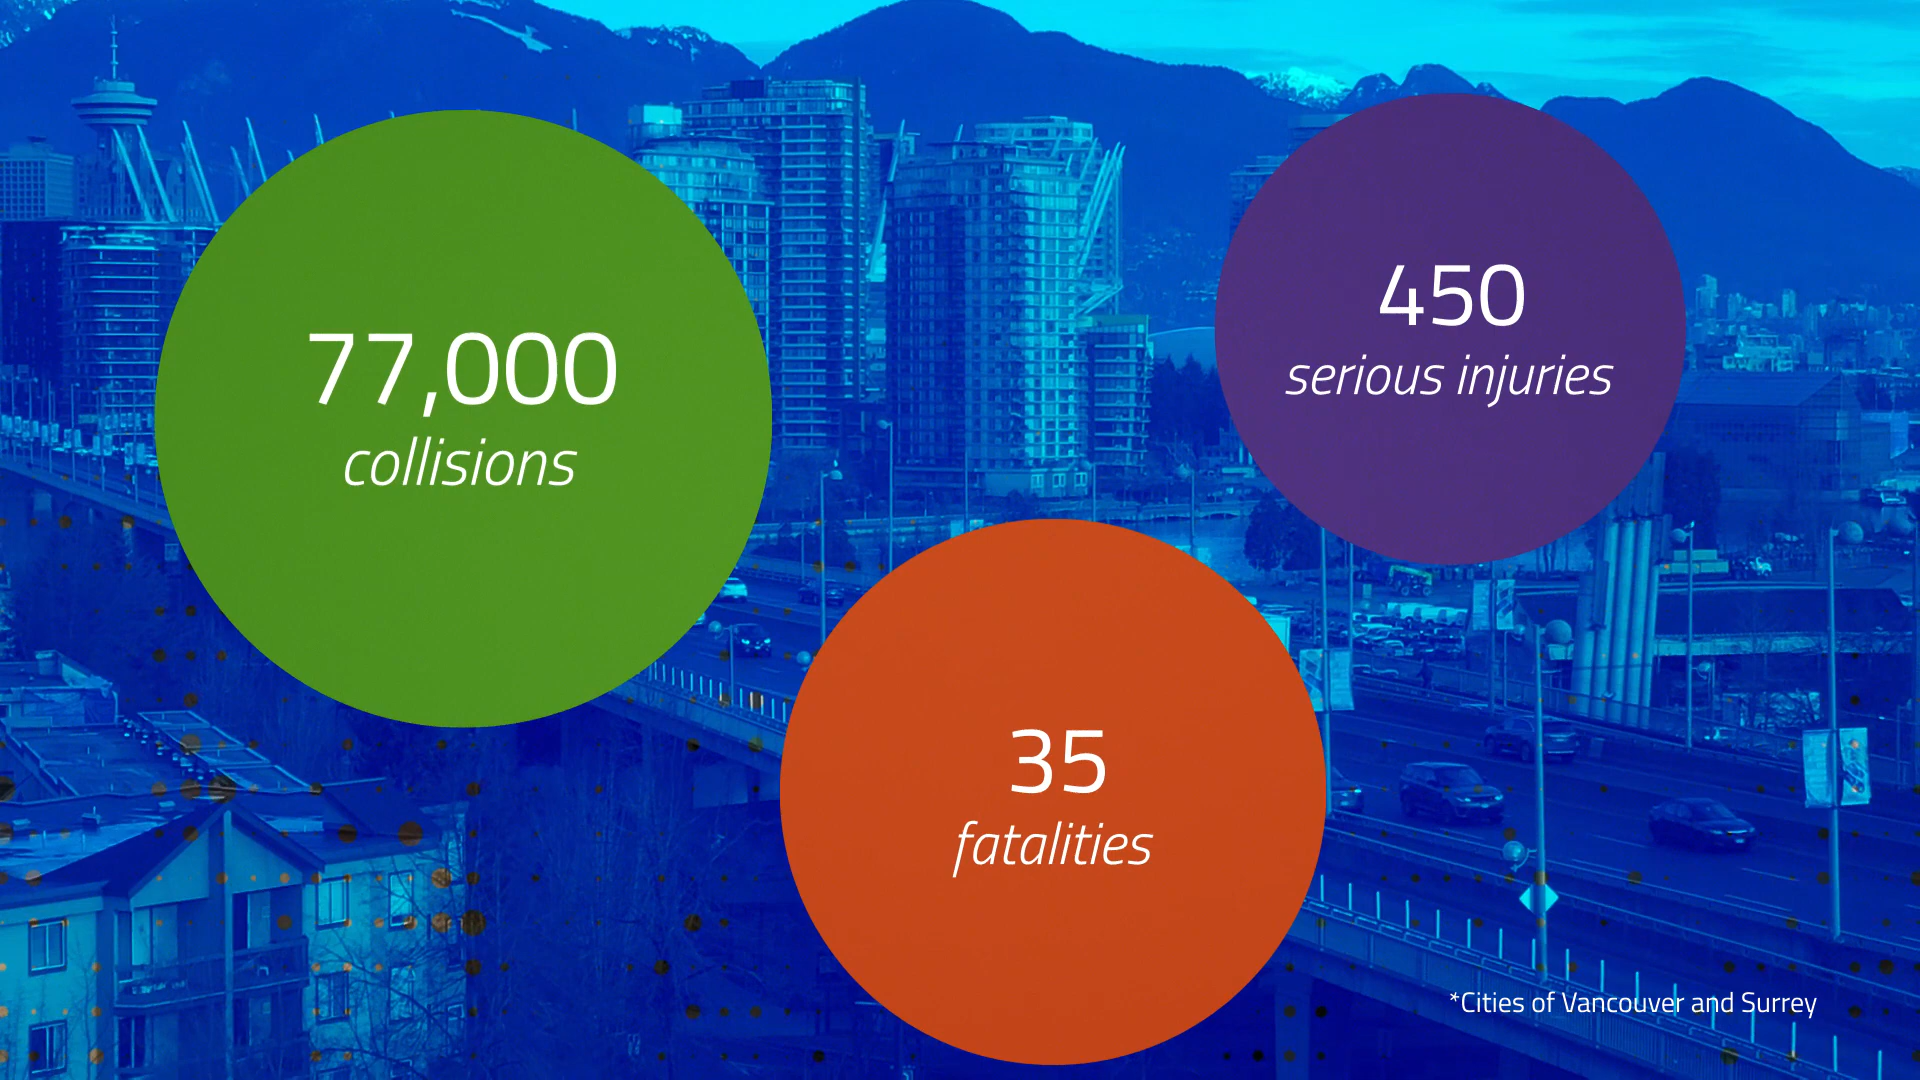 77,000
collisions
450
serious injuries
35
fatalities
*Cities of Vancouver and Surrey